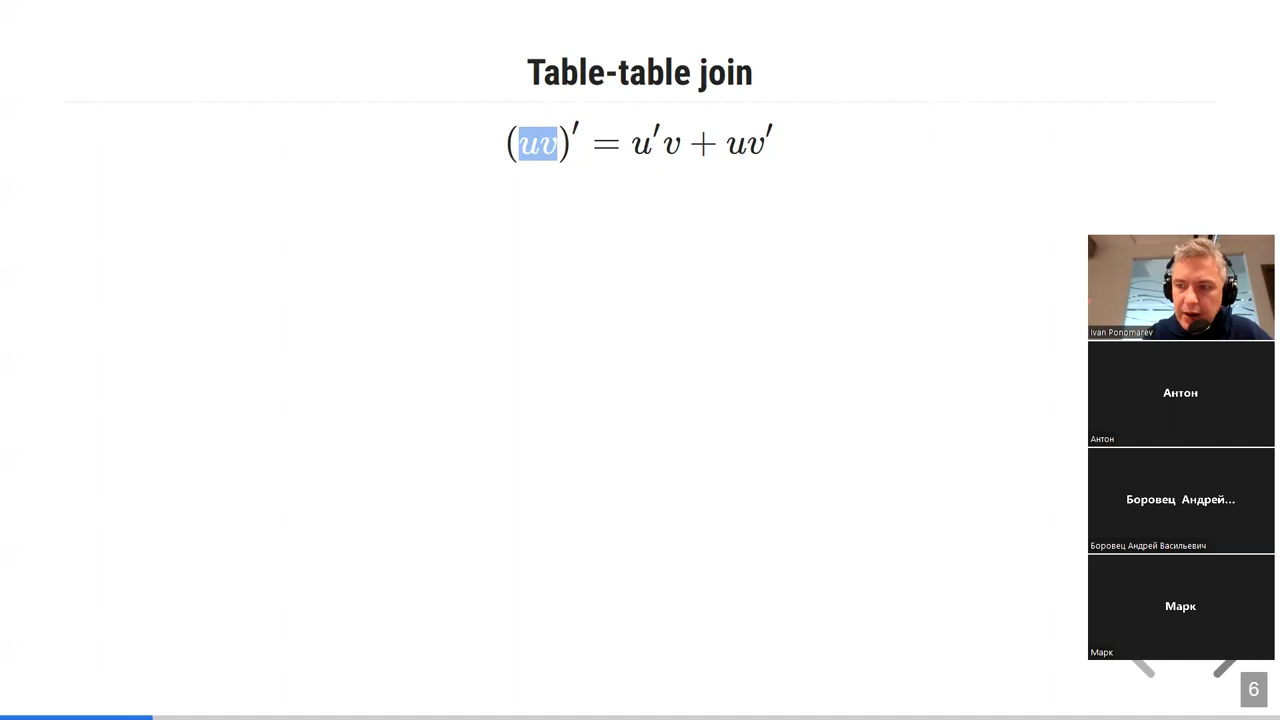 Table-table join
(uv)′ = u′v + uv′
Ivan Ponomarev
Антон
Антон
Боровец Андрей...
Боровец Андрей Васильевич
Марк
Марк
6